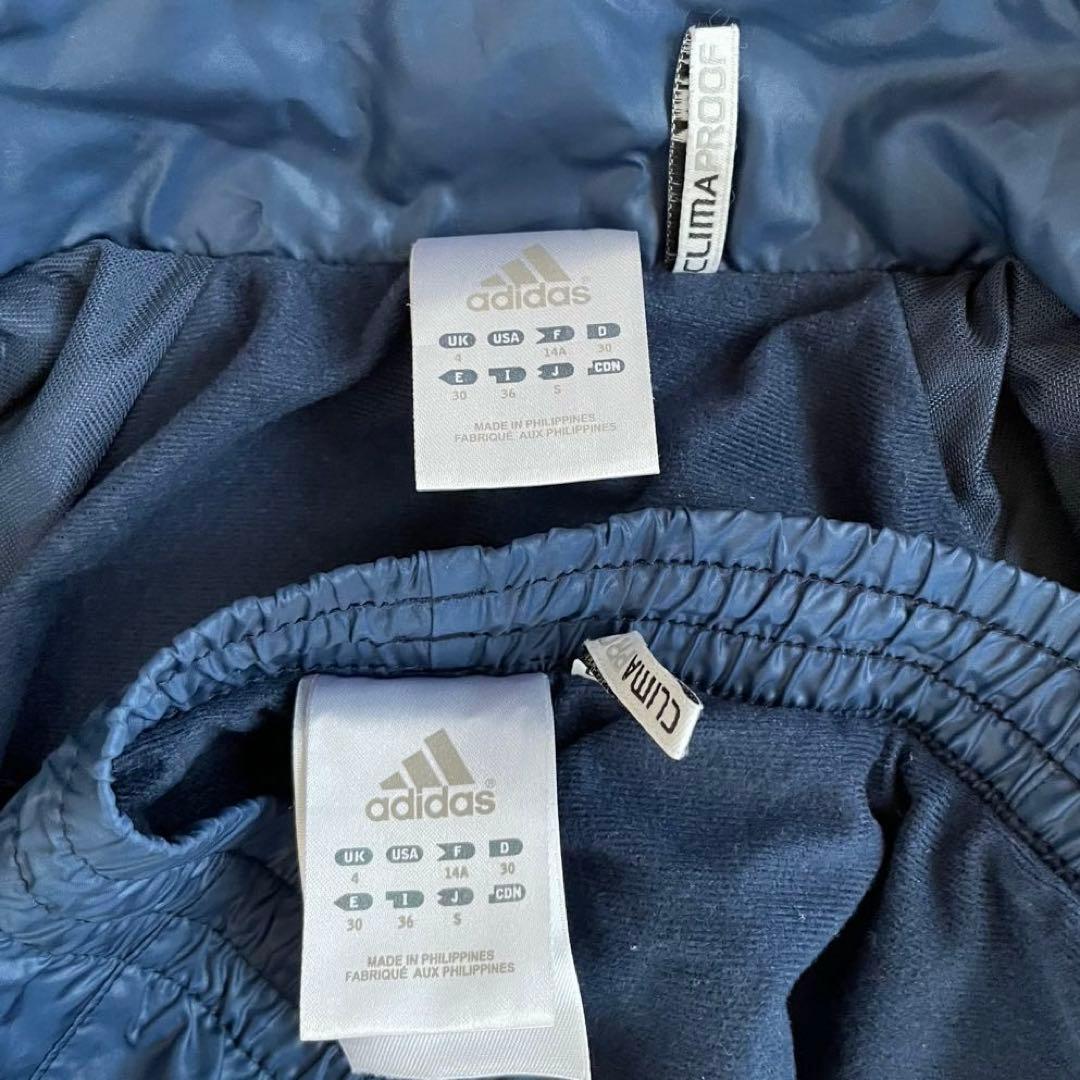 CLIMAPROOF
adidas®
UK USA F D
4 14A 30
E I J CDN
30 36 S
MADE IN PHILIPPINES
FABRIQUÉ AUX PHILIPPINES
CLIMAPRO
adidas®
UK USA F D
4 14A 30
E I J CDN
30 36 S
MADE IN PHILIPPINES
FABRIQUÉ AUX PHILIPPINES